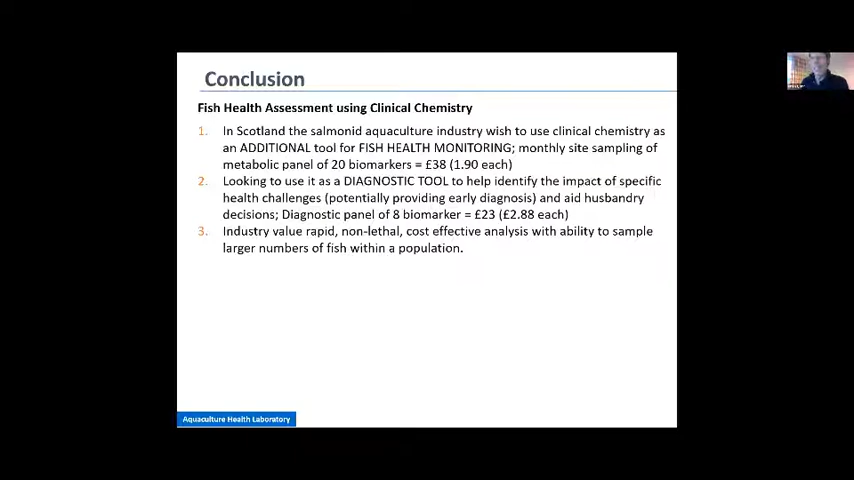 Conclusion
Fish Health Assessment using Clinical Chemistry
1. In Scotland the salmonid aquaculture industry wish to use clinical chemistry as
an ADDITIONAL tool for FISH HEALTH MONITORING; monthly site sampling of
metabolic panel of 20 biomarkers = £38 (1.90 each)
2. Looking to use it as a DIAGNOSTIC TOOL to help identify the impact of specific
health challenges (potentially providing early diagnosis) and aid husbandry
decisions; Diagnostic panel of 8 biomarker = £23 (£2.88 each)
3. Industry value rapid, non-lethal, cost effective analysis with ability to sample
larger numbers of fish within a population.
Aquaculture Health Laboratory